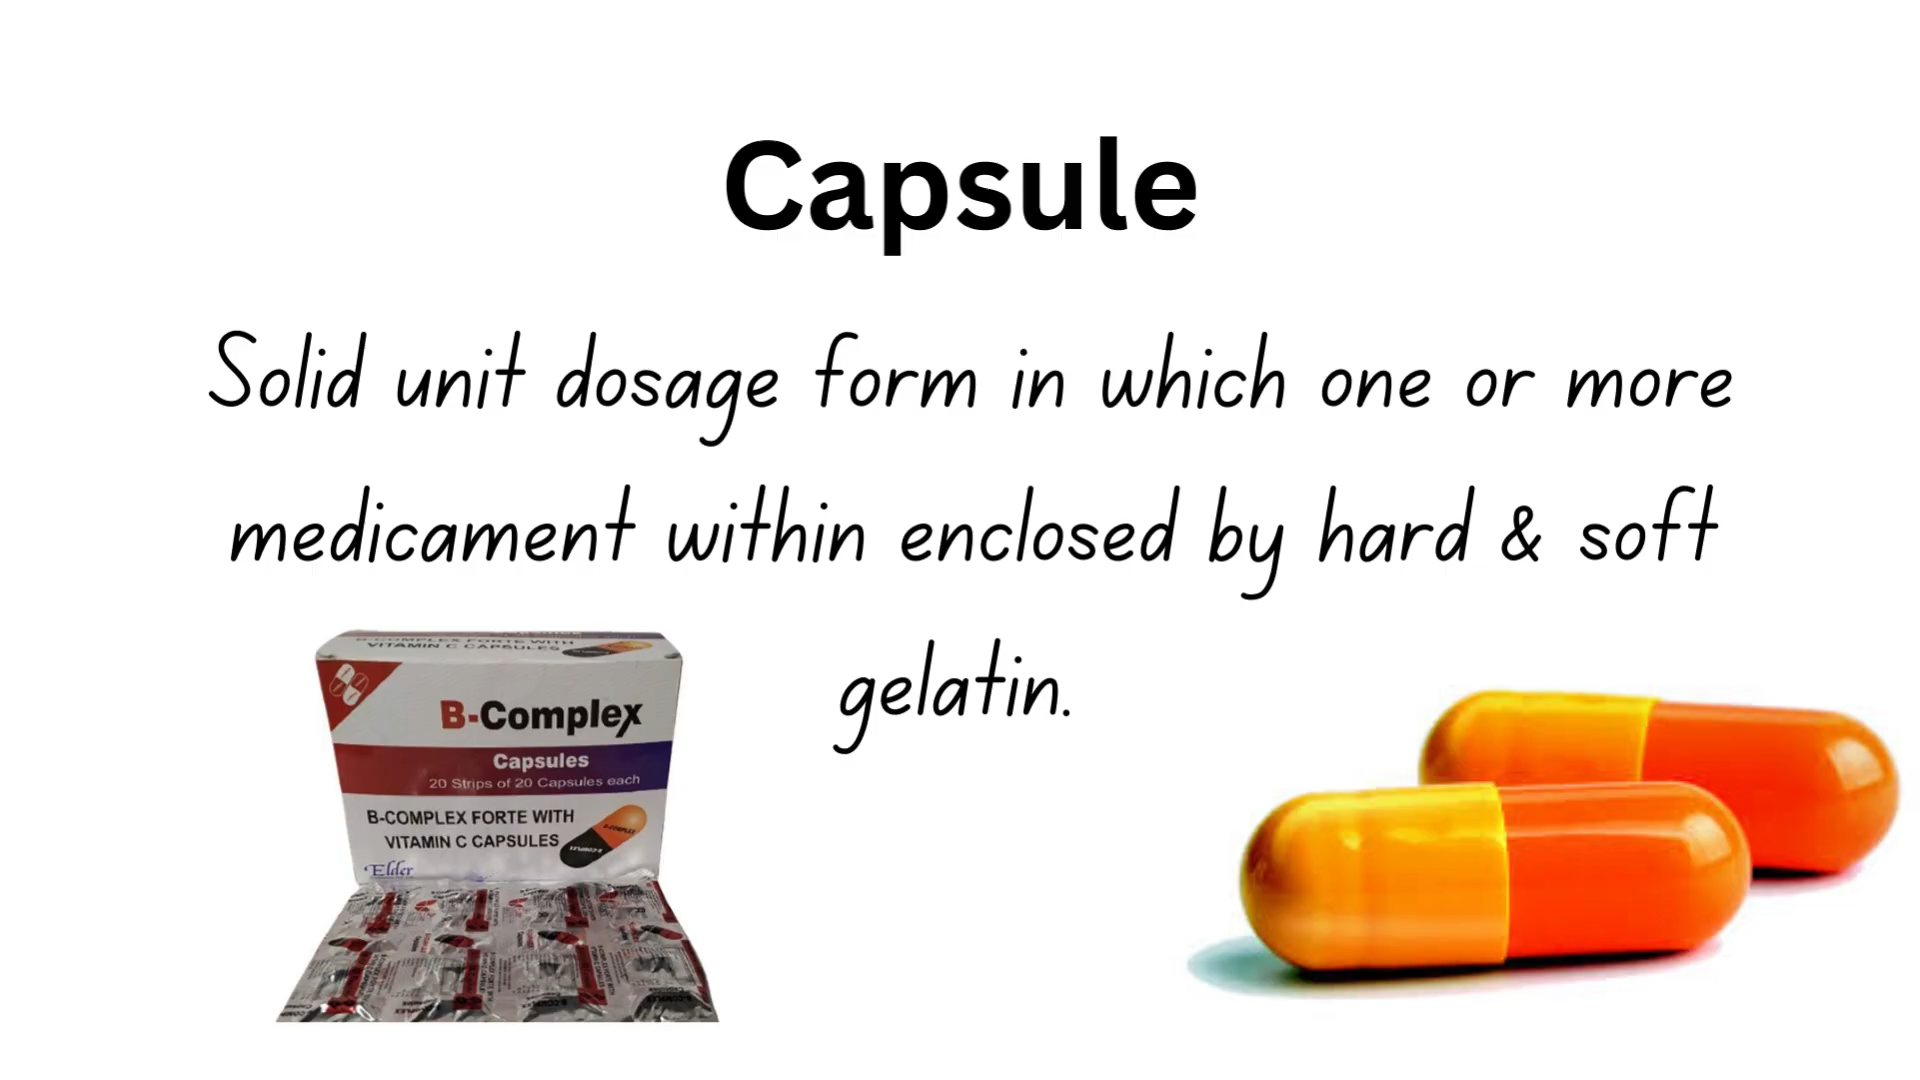 Capsule
Solid unit dosage form in which one or more
medicament within enclosed by hard & soft
gelatin.
B-COMPLEX FORTE WITH
VITAMIN C CAPSULES
B-Complex
Capsules
20 Strips of 20 Capsules each
B-COMPLEX FORTE WITH
VITAMIN C CAPSULES
Elder